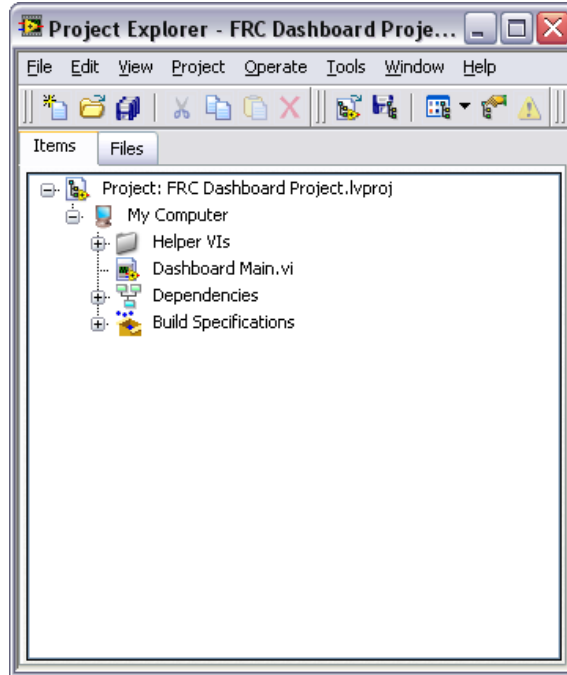 Project Explorer - FRC Dashboard Proje...
File Edit View Project Operate Tools Window Help
Items Files
Project: FRC Dashboard Project.lvproj
My Computer
Helper VIs
Dashboard Main.vi
Dependencies
Build Specifications